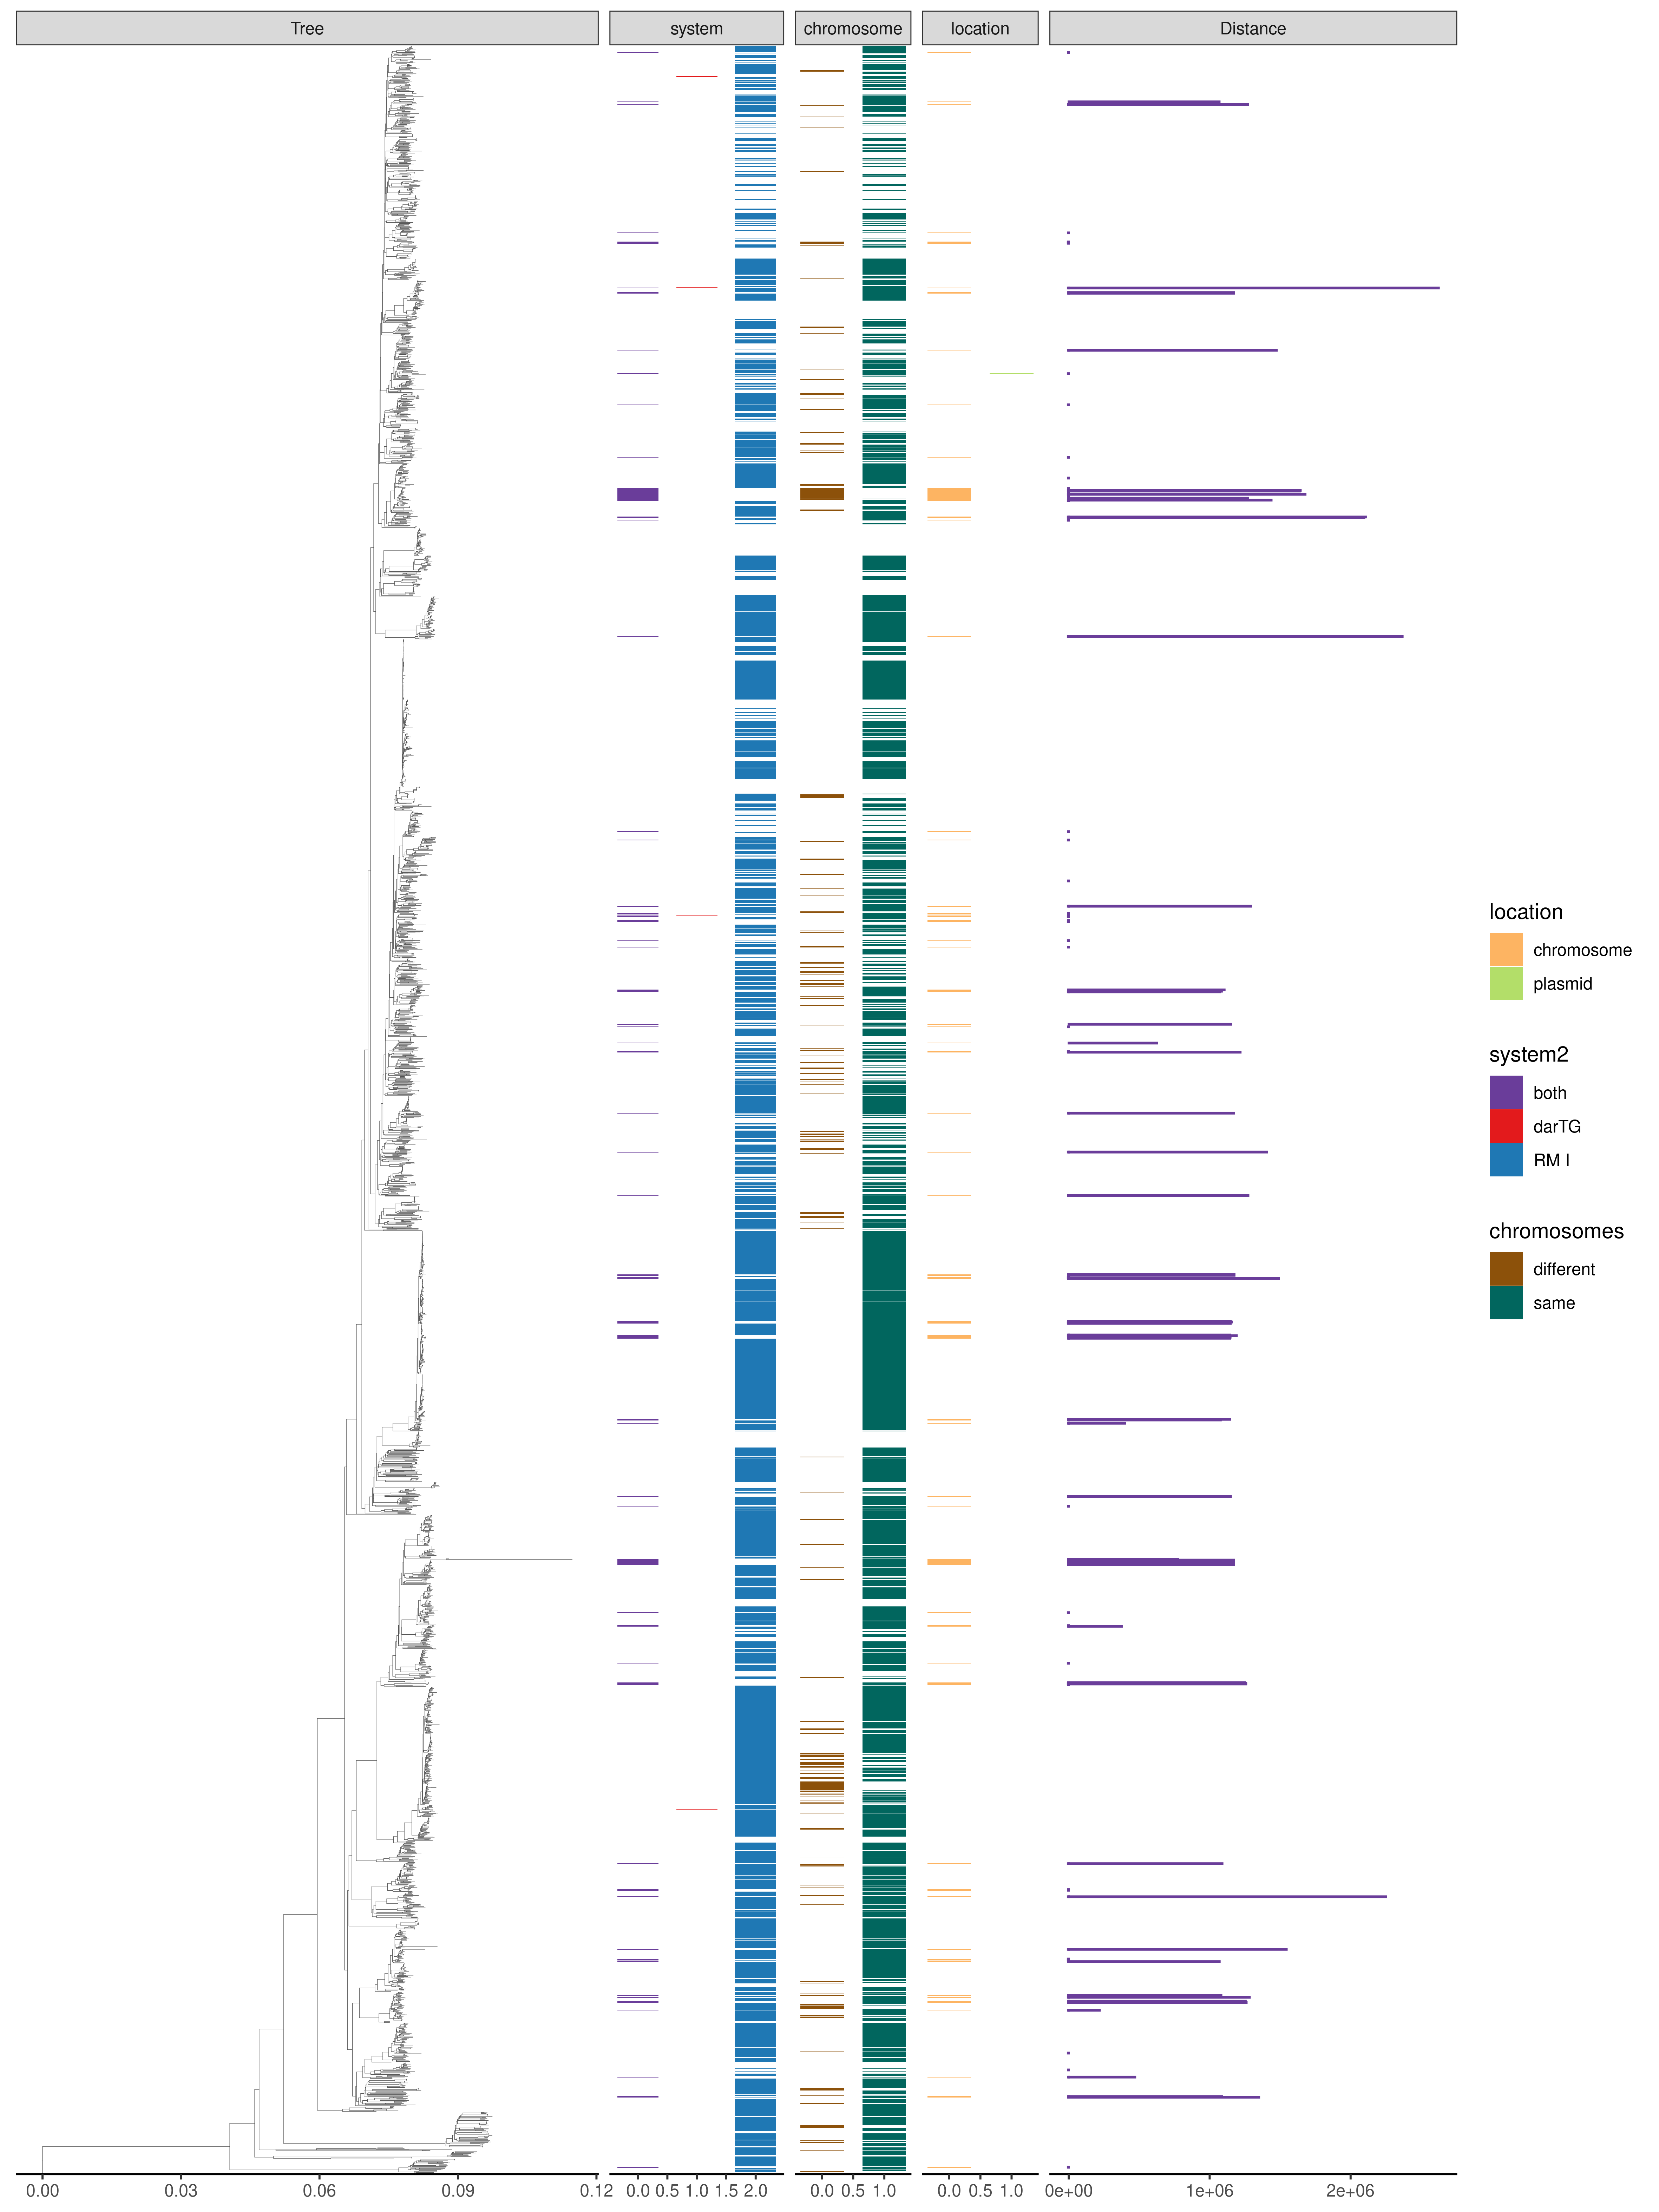 Tree system chromosome location Distance
location
chromosome
plasmid
system2
both
darTG
RM I
chromosomes
different
same
0.00 0.03 0.06 0.09 0.12 0.0 0.5 1.0 1.5 2.0 0.0 0.5 1.0 0.0 0.5 1.0 0e+00 1e+06 2e+06